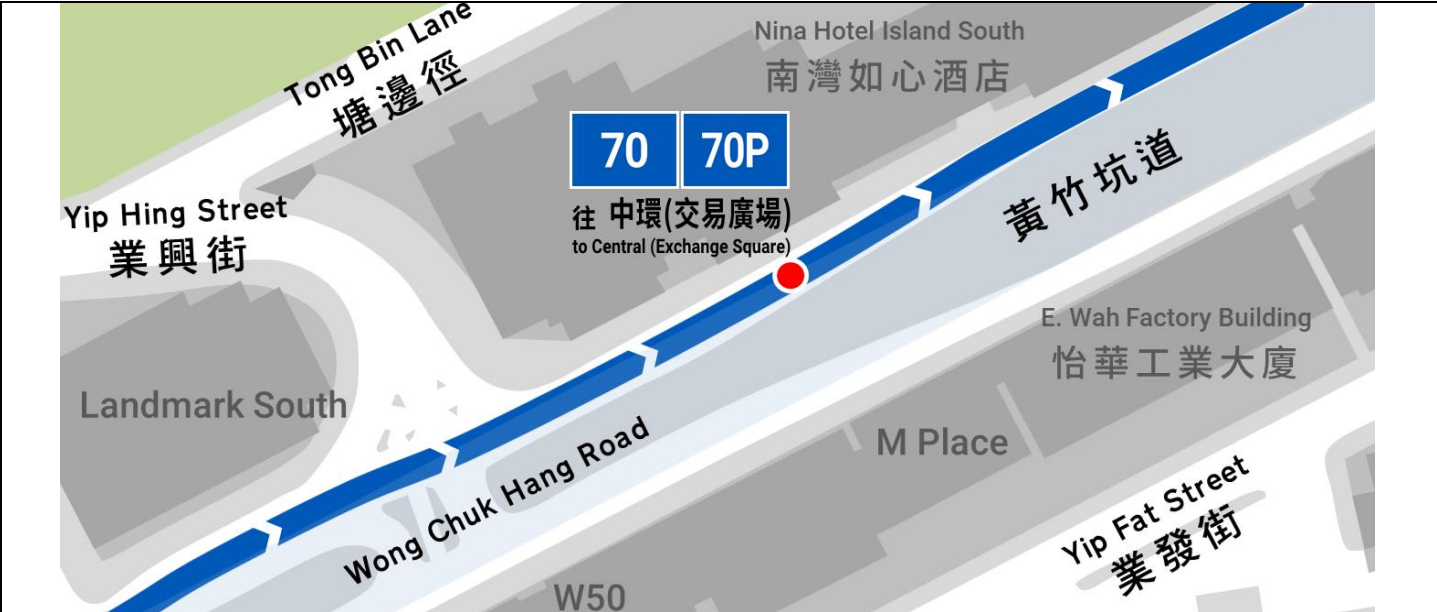 Tong Bin Lane
塘邊徑
Nina Hotel Island South
南灣如心酒店
70 70P
往 中環(交易廣場)
to Central (Exchange Square)
黃竹坑道
Yip Hing Street
業興街
E. Wah Factory Building
怡華工業大廈
Landmark South
Wong Chuk Hang Road
M Place
Yip Fat Street
業發街
W50